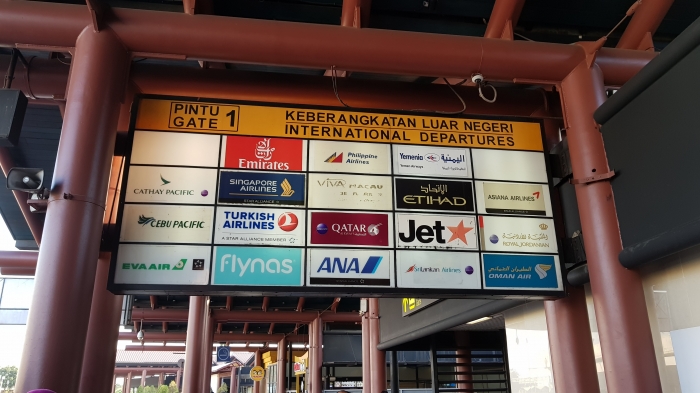 PINTU
GATE 1
KEBERANGKATAN LUAR NEGERI
INTERNATIONAL DEPARTURES
Emirates
Philippine
Airlines
Yemenia اليمنية
CATHAY PACIFIC
SINGAPORE AIRLINES
STAR ALLIANCE
VIVA MACAU
الاتحاد
ETIHAD
ASIANA AIRLINES
CEBU PACIFIC
TURKISH
AIRLINES
A STAR ALLIANCE MEMBER
QATAR
Jet
ROYAL JORDANIAN
EVA AIR
flynas
ANA
SriLankan Airlines
الطيران العماني
OMAN AIR